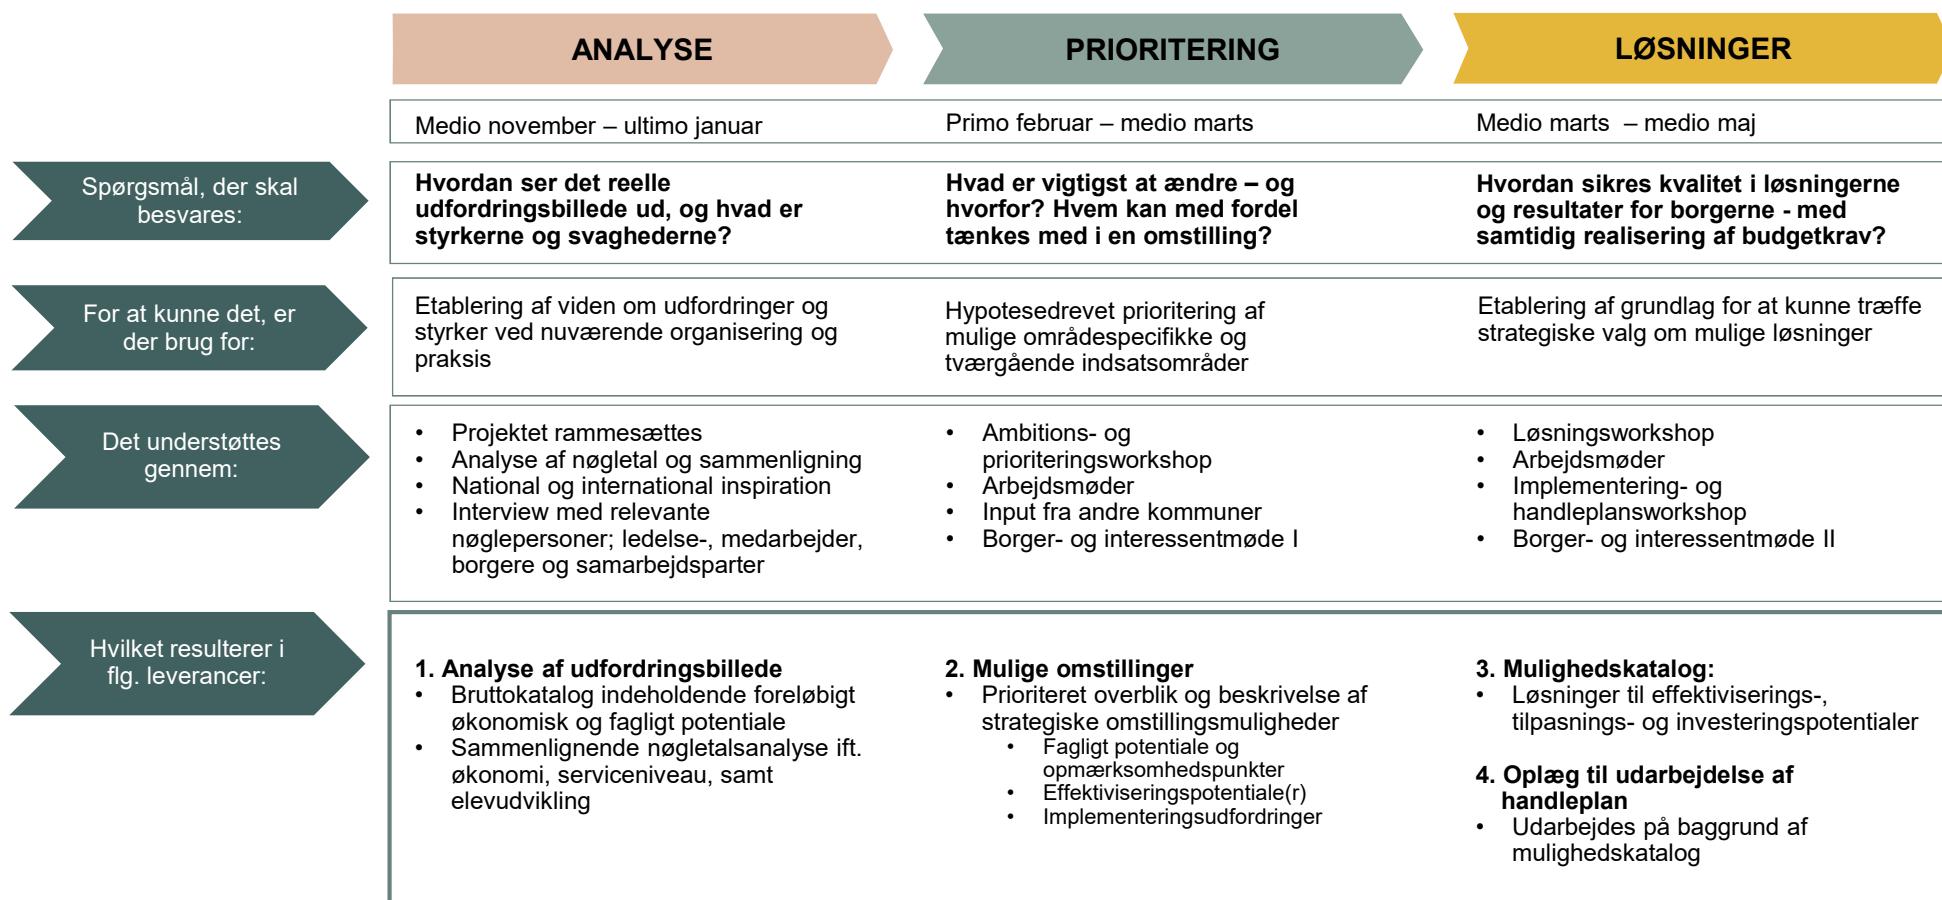 ANALYSE
PRIORITERING
LØSNINGER
Medio november – ultimo januar
Primo februar – medio marts
Medio marts – medio maj
Spørgsmål, der skal
besvares:
Hvordan ser det reelle
udfordringsbillede ud, og hvad er
styrkerne og svaghederne?
Hvad er vigtigst at ændre – og
hvorfor? Hvem kan med fordel
tænkes med i en omstilling?
Hvordan sikres kvalitet i løsningerne
og resultater for borgerne - med
samtidig realisering af budgetkrav?
For at kunne det, er
der brug for:
Etablering af viden om udfordringer og
styrker ved nuværende organisering og
praksis
Hypotesedrevet prioritering af
mulige områdespecifikke og
tværgående indsatsområder
Etablering af grundlag for at kunne træffe
strategiske valg om mulige løsninger
Det understøttes
gennem:
• Projektet rammesættes
• Analyse af nøgletal og sammenligning
• National og international inspiration
• Interview med relevante
nøglepersoner; ledelse-, medarbejder,
borgere og samarbejdsparter
• Ambitions- og
prioriteringsworkshop
• Arbejdsmøder
• Input fra andre kommuner
• Borger- og interessentmøde I
• Løsningsworkshop
• Arbejdsmøder
• Implementering- og
handleplansworkshop
• Borger- og interessentmøde II
Hvilket resulterer i
flg. leverancer:
1. Analyse af udfordringsbillede
• Bruttokatalog indeholdende foreløbigt
økonomisk og fagligt potentiale
• Sammenlignende nøgletalsanalyse ift.
økonomi, serviceniveau, samt
elevudvikling
2. Mulige omstillinger
• Prioriteret overblik og beskrivelse af
strategiske omstillingsmuligheder
• Fagligt potentiale og
opmærksomhedspunkter
• Effektiviseringspotentiale(r)
• Implementeringsudfordringer
3. Mulighedskatalog:
• Løsninger til effektiviserings-,
tilpasnings- og investeringspotentialer
4. Oplæg til udarbejdelse af
handleplan
• Udarbejdes på baggrund af
mulighedskatalog